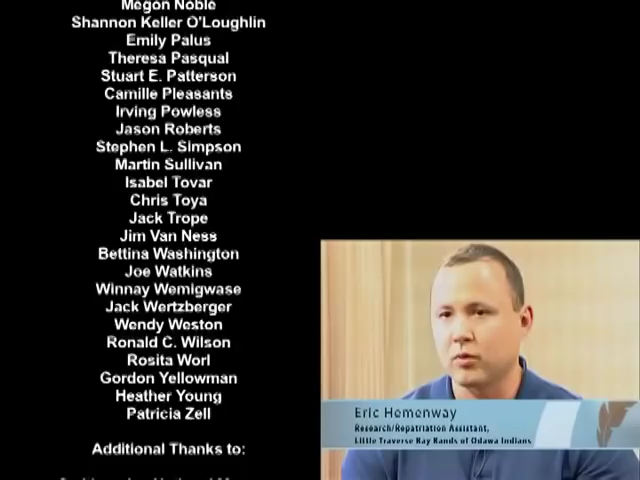 Megon Noble
Shannon Keller O'Loughlin
Emily Palus
Theresa Pasqual
Stuart E. Patterson
Camille Pleasants
Irving Powless
Jason Roberts
Stephen L. Simpson
Martin Sullivan
Isabel Tovar
Chris Toya
Jack Trope
Jim Van Ness
Bettina Washington
Joe Watkins
Winnay Wemigwase
Jack Wertzberger
Wendy Weston
Ronald C. Wilson
Rosita Worl
Gordon Yellowman
Heather Young
Patricia Zell
Additional Thanks to:
Eric Hemenway
Research/Repatriation Assistant,
Little Traverse Bay Bands of Odawa Indians